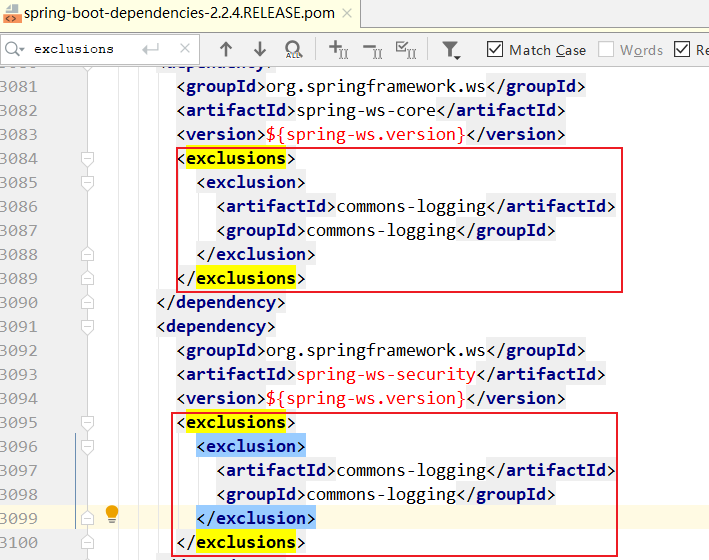 spring-boot-dependencies-2.2.4.RELEASE.pom
exclusions Match Case Words
3081 <groupId>org.springframework.ws</groupId>
3082 <artifactId>spring-ws-core</artifactId>
3083 <version>${spring-ws.version}</version>
3084 <exclusions>
3085 <exclusion>
3086 <artifactId>commons-logging</artifactId>
3087 <groupId>commons-logging</groupId>
3088 </exclusion>
3089 </exclusions>
3090 </dependency>
3091 <dependency>
3092 <groupId>org.springframework.ws</groupId>
3093 <artifactId>spring-ws-security</artifactId>
3094 <version>${spring-ws.version}</version>
3095 <exclusions>
3096 <exclusion>
3097 <artifactId>commons-logging</artifactId>
3098 <groupId>commons-logging</groupId>
3099 </exclusion>
3100 </exclusions>